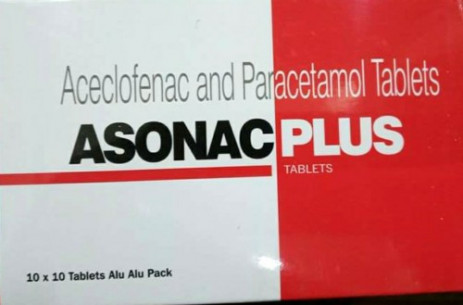 Aceclofenac and Paracetamol Tablets
ASONAC PLUS
TABLETS
10 x 10 Tablets Alu Alu Pack